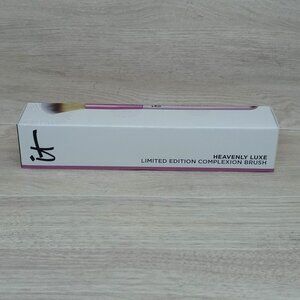 it
HEAVENLY LUXE
LIMITED EDITION COMPLEXION BRUSH